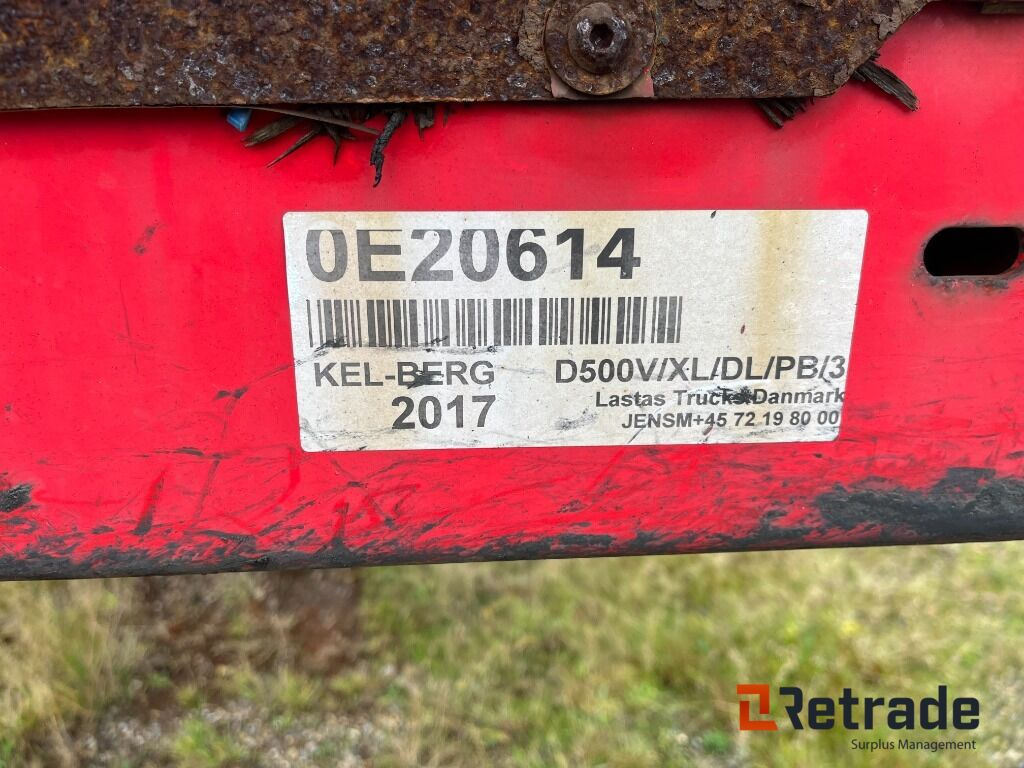 0E20614
KEL-BERG D500V/XL/DL/PB/3
2017 Lastas Trucks Danmark
JENSM+45 72 19 80 00
Retrade
Surplus Management